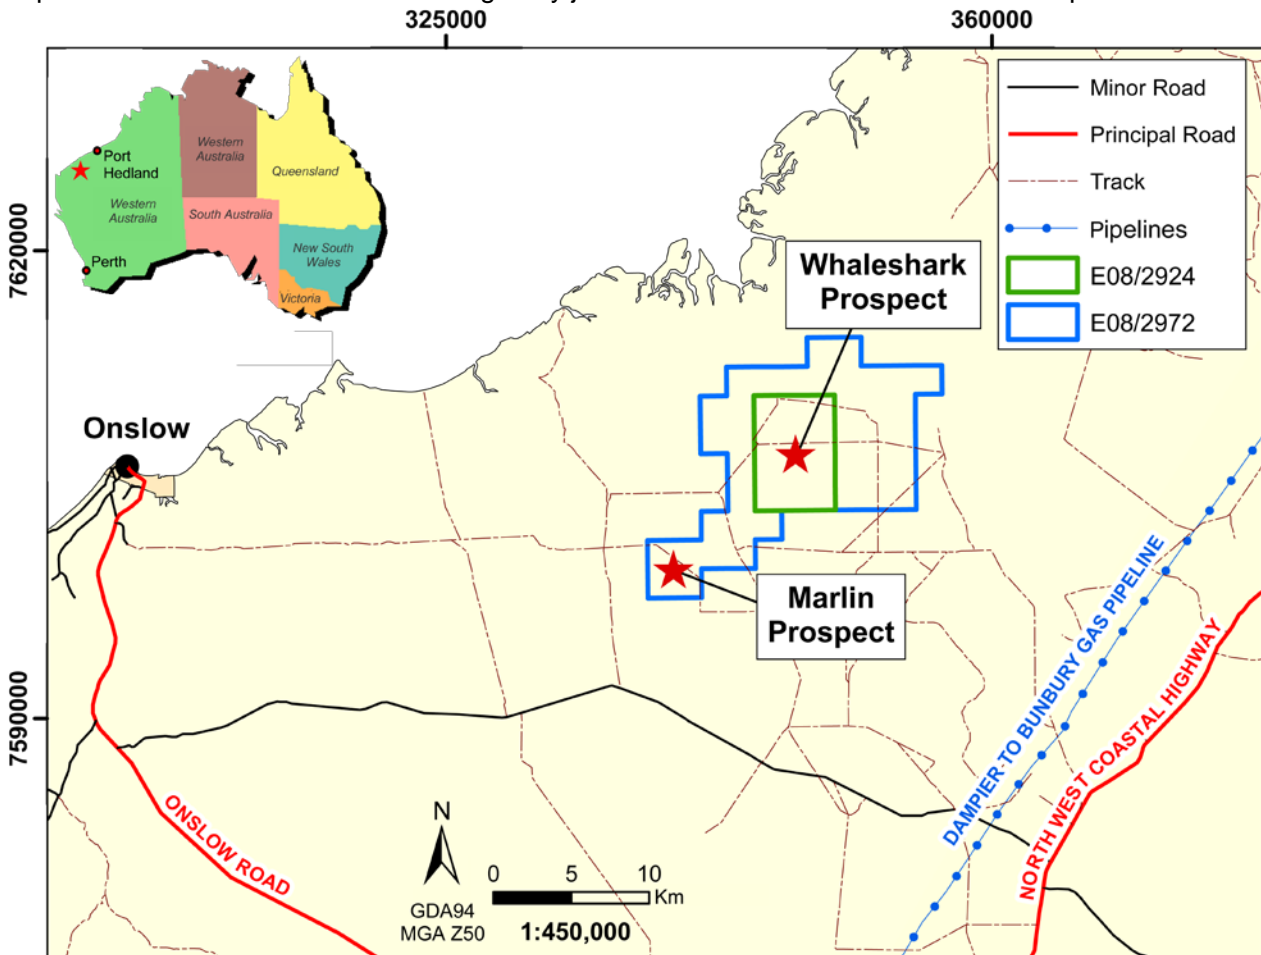 325000
360000
7620000
7590000
Port
Hedland
Western
Australia
Western
Australia
Queensland
South Australia
New South
Wales
Victoria
Perth
Minor Road
Principal Road
Track
Pipelines
E08/2924
E08/2972
Whaleshark
Prospect
Onslow
Marlin
Prospect
DAMPIER TO BUNBURY GAS PIPELINE
NORTH WEST COASTAL HIGHWAY
ONSLOW ROAD
N
0 5 10
Km
GDA94
MGA Z50
1:450,000